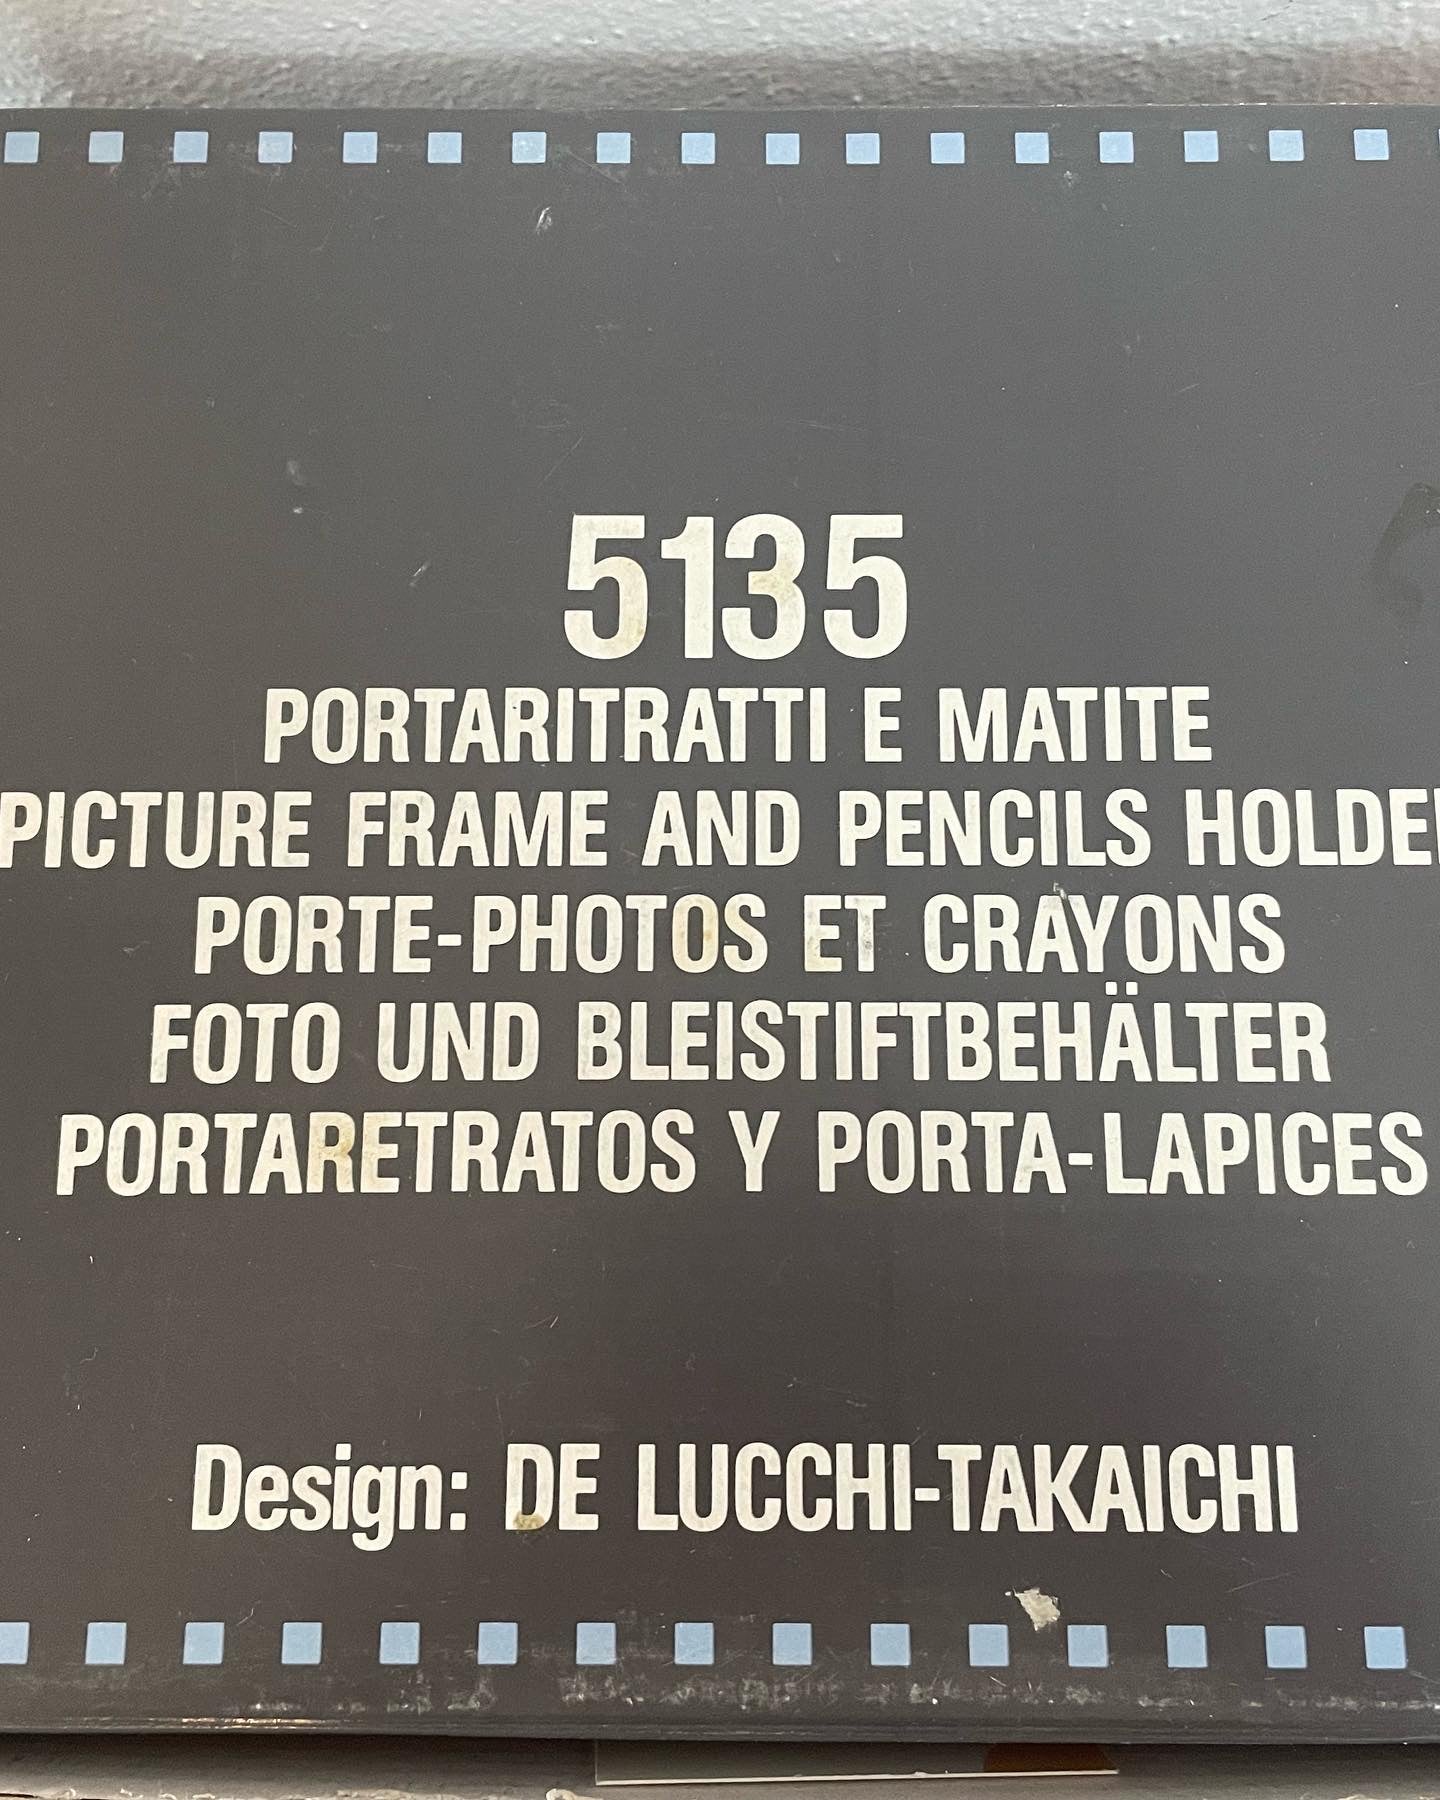 5135
PORTARITRATTI E MATITE
PICTURE FRAME AND PENCILS HOLDE
PORTE-PHOTOS ET CRAYONS
FOTO UND BLEISTIFTBEHÄLTER
PORTARETRATOS Y PORTA-LAPICES
Design: DE LUCCHI-TAKAICHI